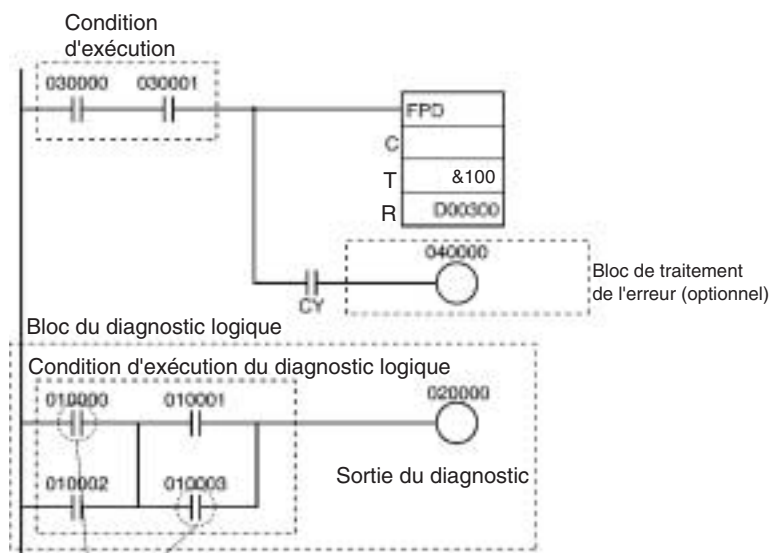 Condition
d'exécution
030000 030001
FPD
C
T &100
R D00300
040000
CY
Bloc de traitement
de l'erreur (optionnel)
Bloc du diagnostic logique
Condition d'exécution du diagnostic logique
010000 010001 020000
010002 010003
Sortie du diagnostic